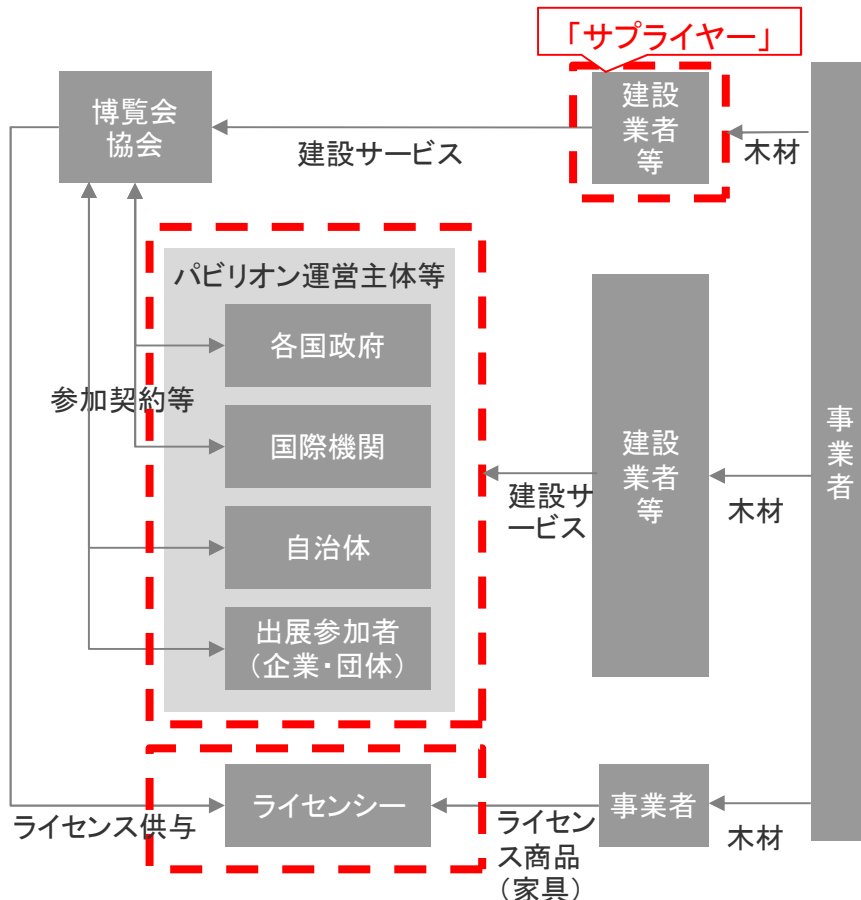 「サプライヤー」
博覧会
協会
建設
業者
等
建設サービス
木材
パビリオン運営主体等
各国政府
参加契約等
国際機関
自治体
出展参加者
（企業・団体）
建設サ
ービス
建設
業者
等
木材
事
業
者
ライセンシー
ライセンス供与
事業者
ライセン
ス商品
（家具）
木材